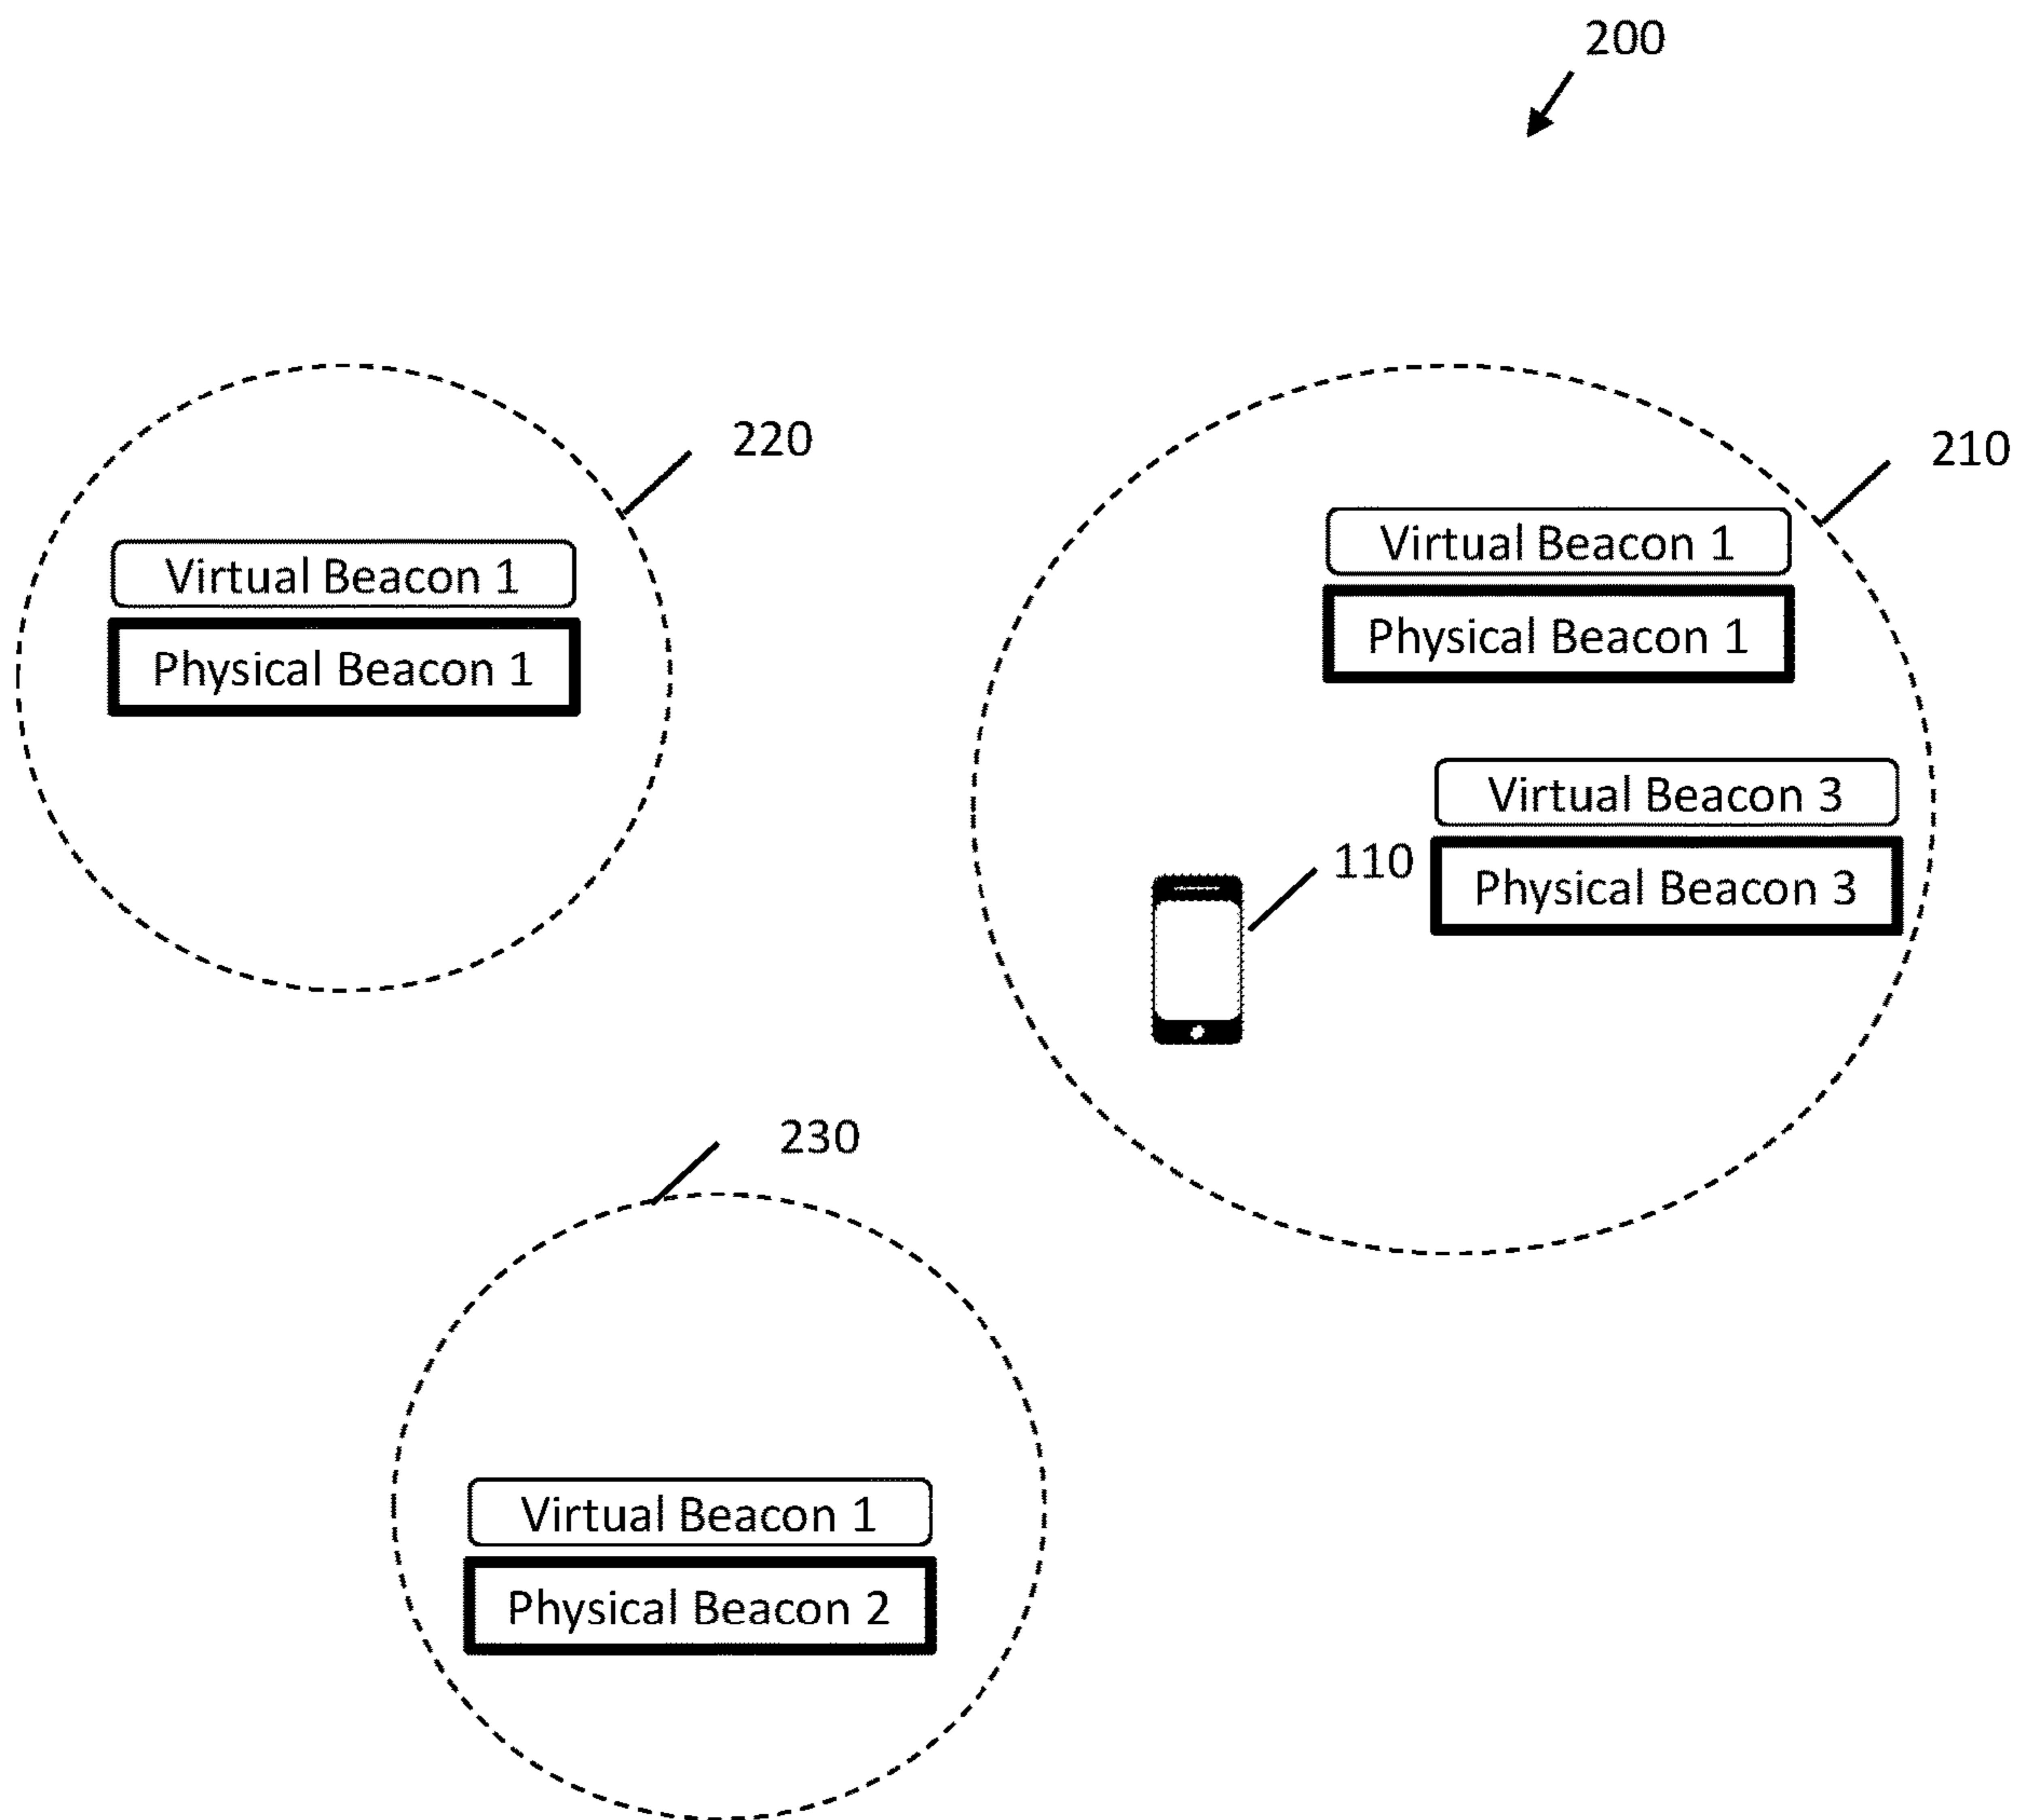 200
220
210
Virtual Beacon 1
Physical Beacon 1
Virtual Beacon 1
Physical Beacon 1
Virtual Beacon 3
Physical Beacon 3
110
230
Virtual Beacon 1
Physical Beacon 2